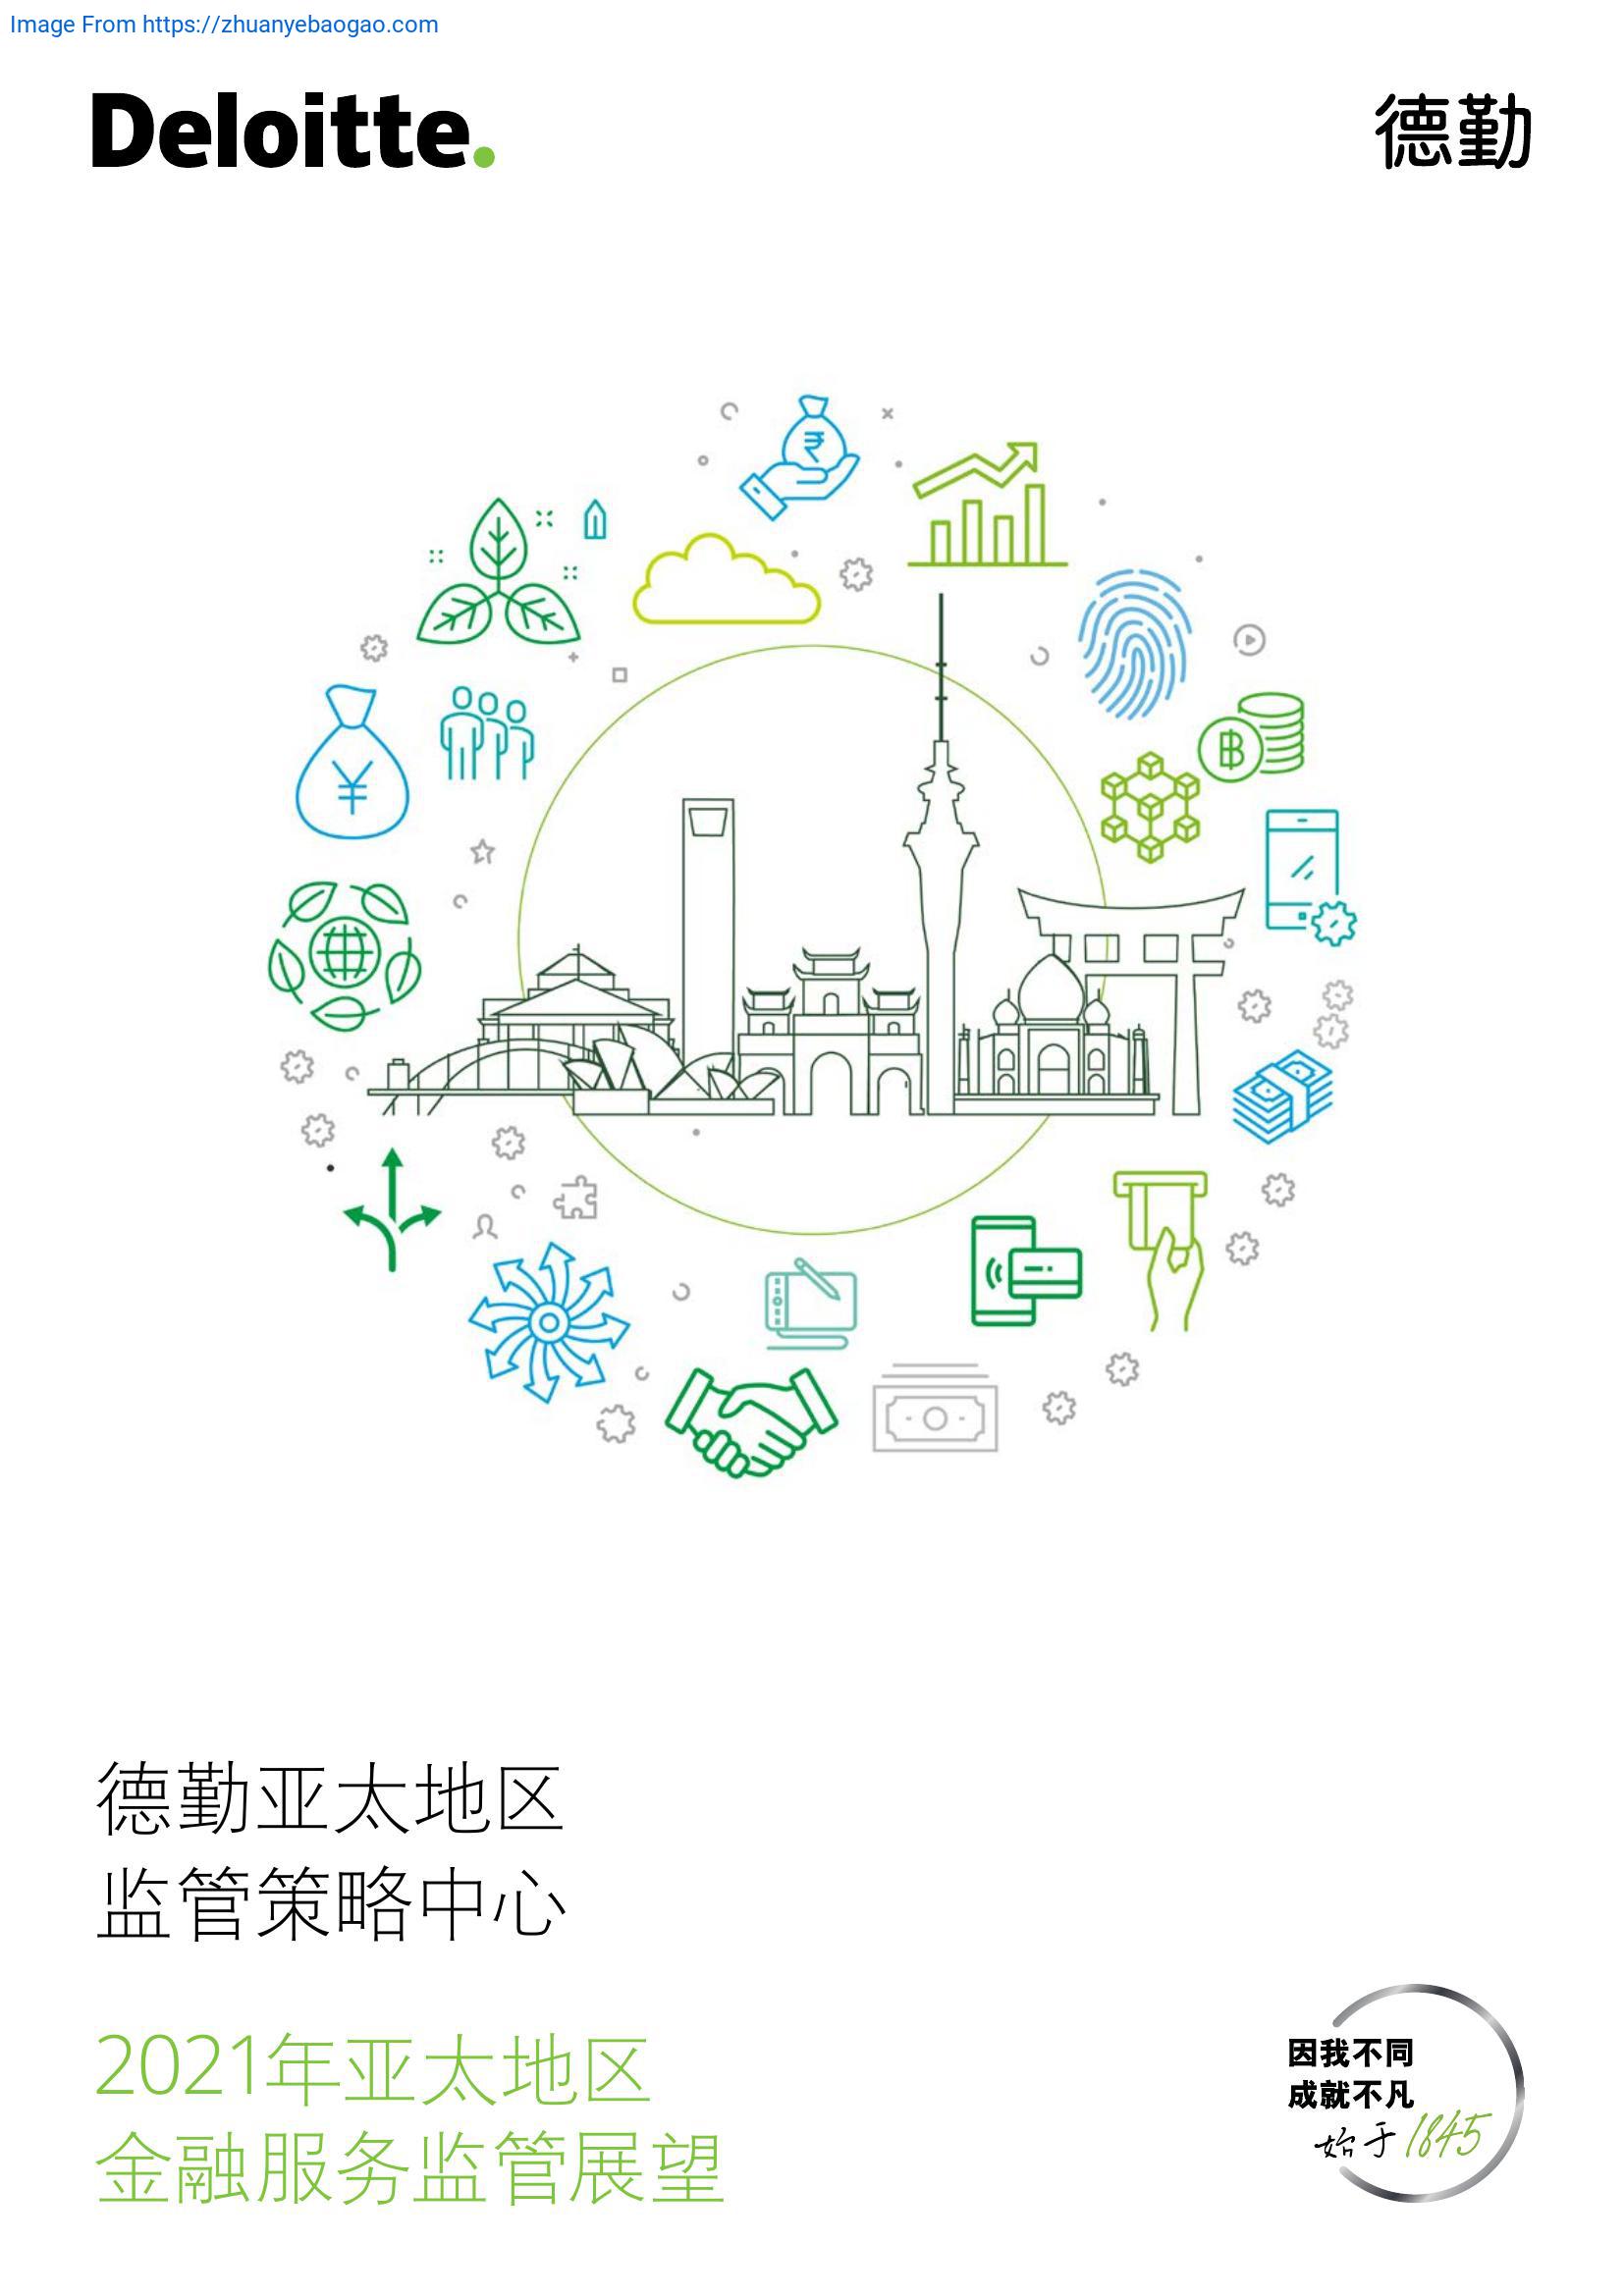 Image From https://zhuanyebaogao.com
Deloitte. 德勤
₹
฿
¥
德勤亚太地区
监管策略中心
2021年亚太地区
金融服务监管展望
因我不同
成就不凡
始于1845